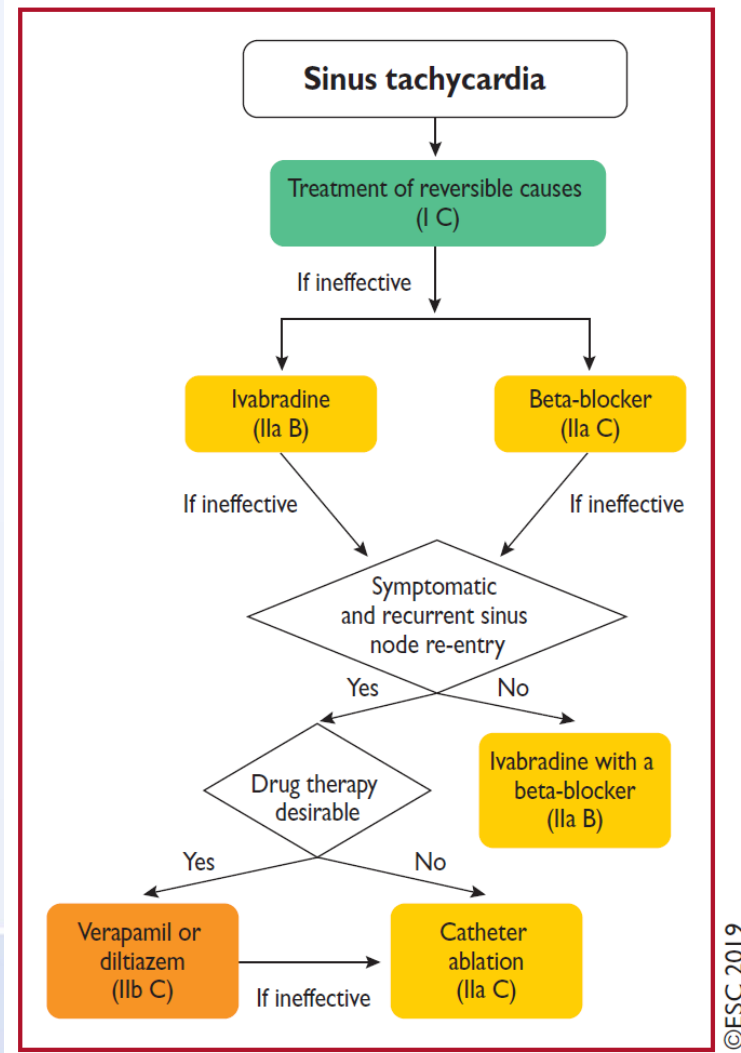 Sinus tachycardia
Treatment of reversible causes
(I C)
If ineffective
Ivabradine
(IIa B)
Beta-blocker
(IIa C)
If ineffective
If ineffective
Symptomatic
and recurrent sinus
node re-entry
Yes
No
Drug therapy
desirable
Ivabradine with a
beta-blocker
(IIa B)
Yes
No
Verapamil or
diltiazem
(IIb C)
If ineffective
Catheter
ablation
(IIa C)
©ESC 2019